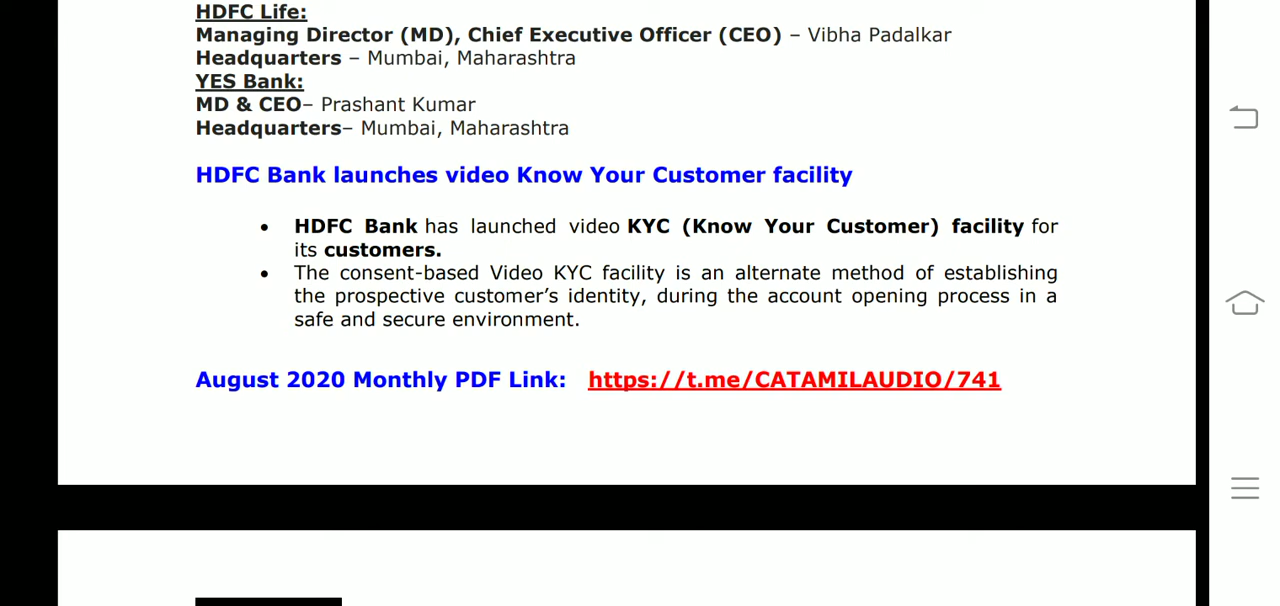 HDFC Life:
Managing Director (MD), Chief Executive Officer (CEO) – Vibha Padalkar
Headquarters – Mumbai, Maharashtra
YES Bank:
MD & CEO– Prashant Kumar
Headquarters– Mumbai, Maharashtra
HDFC Bank launches video Know Your Customer facility
• HDFC Bank has launched video KYC (Know Your Customer) facility for
its customers.
• The consent-based Video KYC facility is an alternate method of establishing
the prospective customer’s identity, during the account opening process in a
safe and secure environment.
August 2020 Monthly PDF Link: https://t.me/CATAMILAUDIO/741